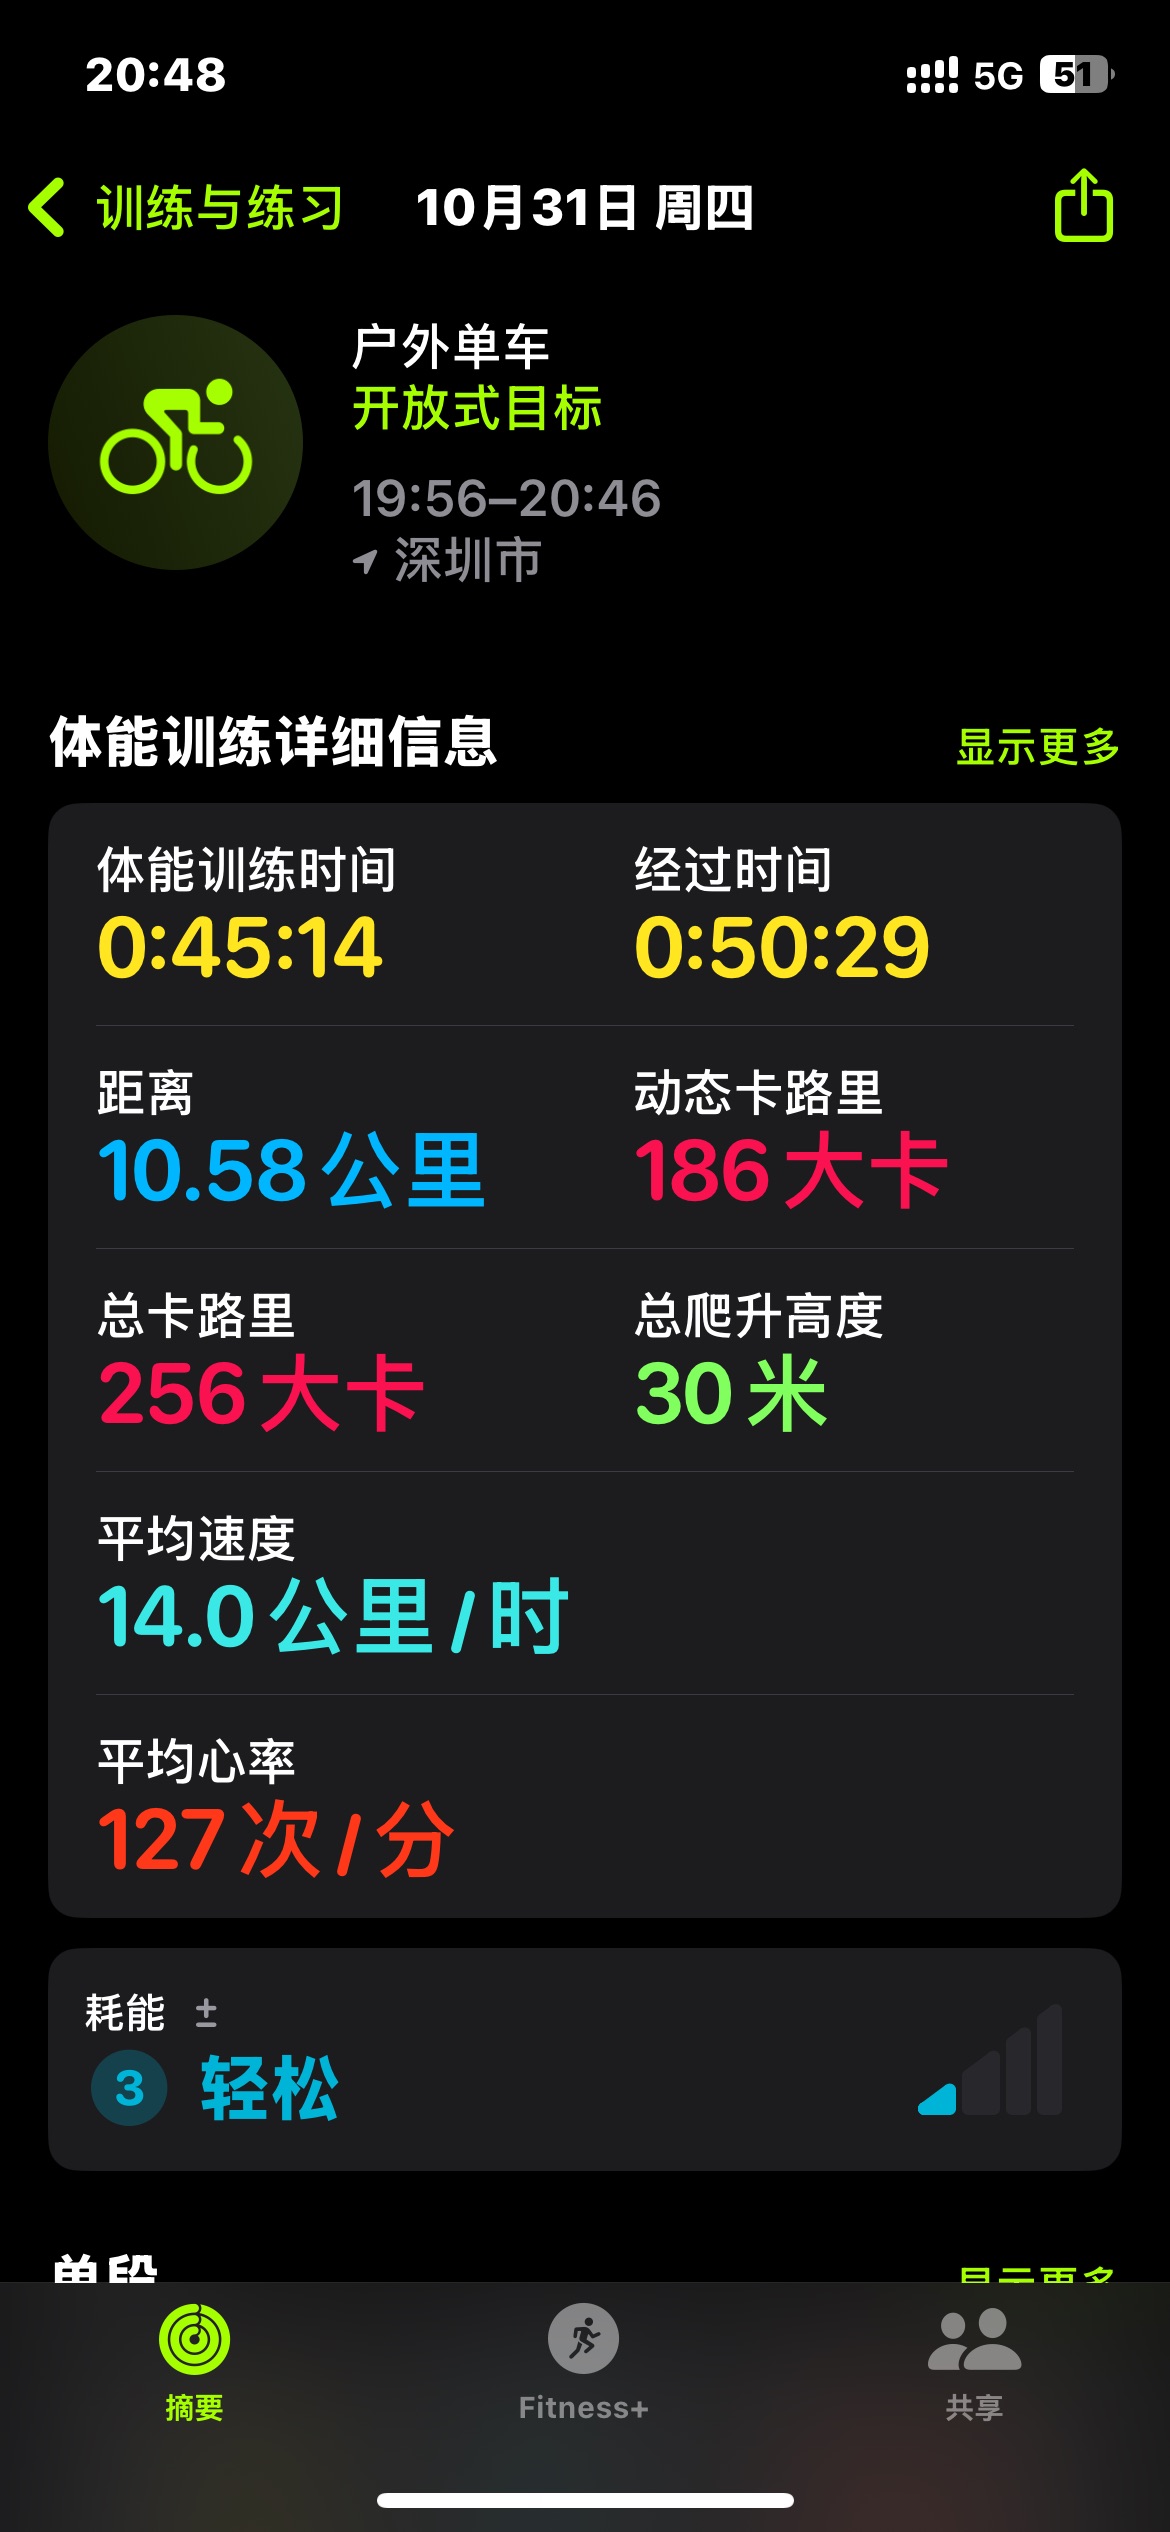 20:48 5G 51
训练与练习 10月31日 周四
户外单车
开放式目标
19:56–20:46
深圳市
体能训练详细信息 显示更多
体能训练时间 经过时间
0:45:14 0:50:29
距离 动态卡路里
10.58公里 186大卡
总卡路里 总爬升高度
256大卡 30米
平均速度
14.0公里/时
平均心率
127次/分
耗能 ±
3 轻松
单段 显示更多
摘要 Fitness+ 共享